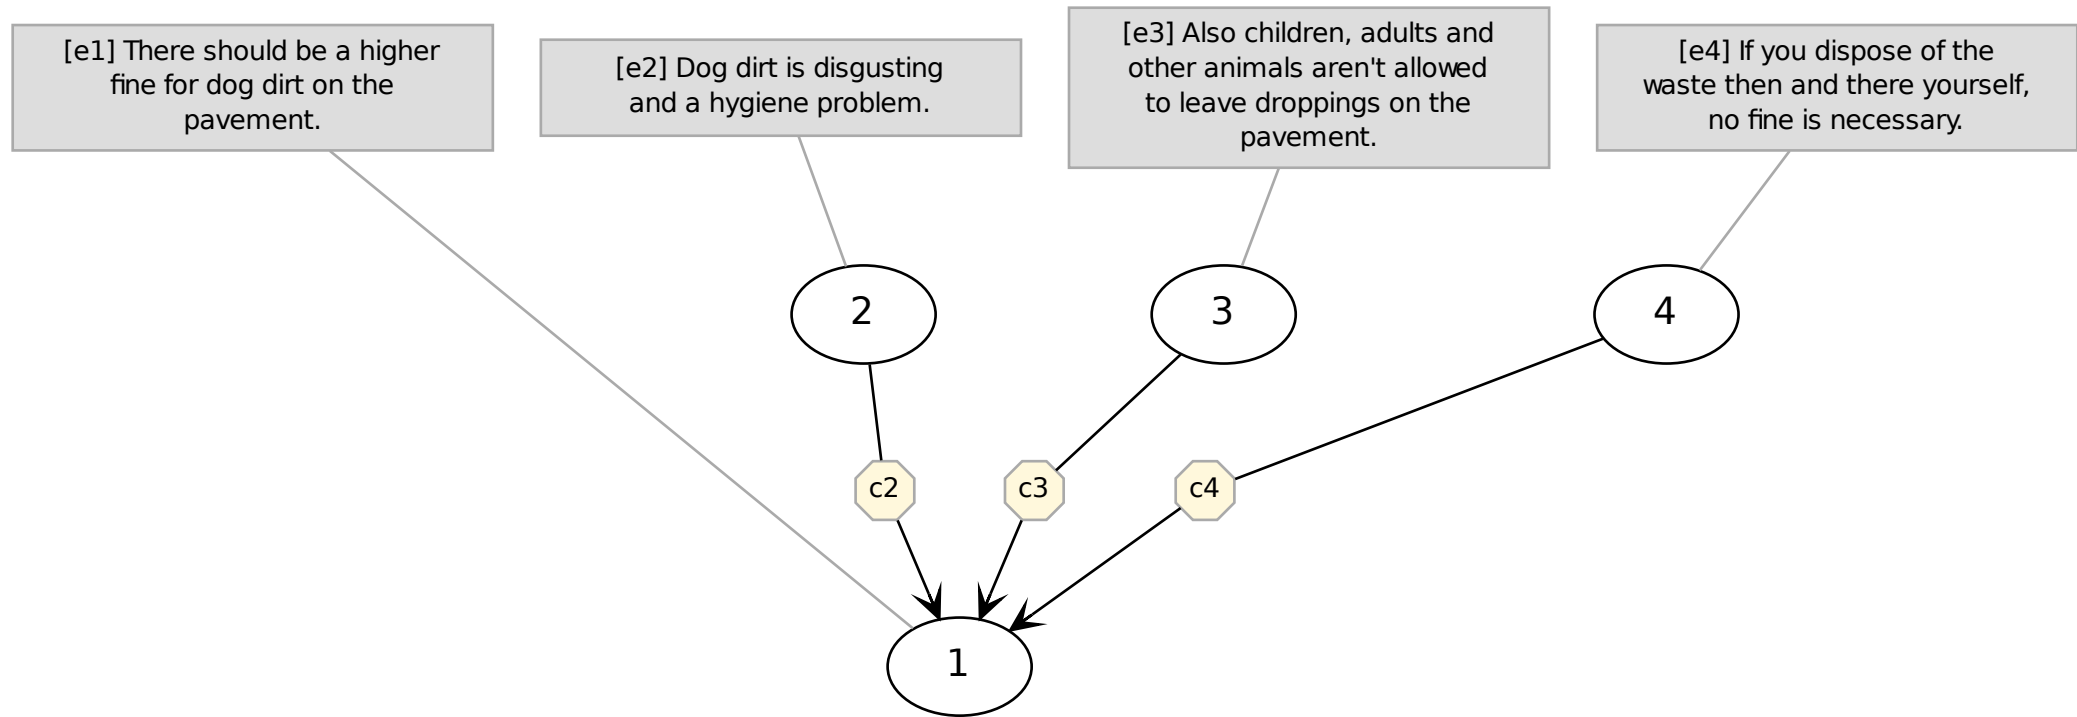 [e1] There should be a higher
fine for dog dirt on the
pavement.
[e2] Dog dirt is disgusting
and a hygiene problem.
[e3] Also children, adults and
other animals aren't allowed
to leave droppings on the
pavement.
[e4] If you dispose of the
waste then and there yourself,
no fine is necessary.
2
3
4
c2
c3
c4
1